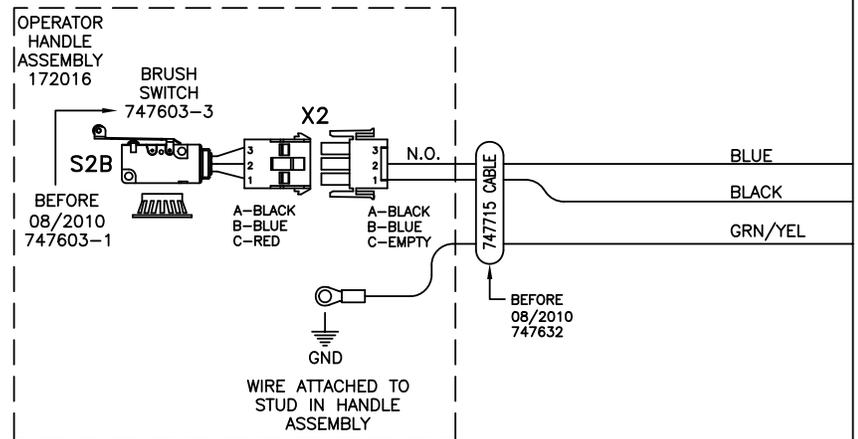 OPERATOR
HANDLE
ASSEMBLY
172016
BRUSH
SWITCH
747603-3
X2
S2B
3
2
1
3
2
1
N.O.
BEFORE
08/2010
747603-1
A-BLACK
B-BLUE
C-RED
A-BLACK
B-BLUE
C-EMPTY
747715 CABLE
BLUE
BLACK
GRN/YEL
BEFORE
08/2010
747632
GND
WIRE ATTACHED TO
STUD IN HANDLE
ASSEMBLY